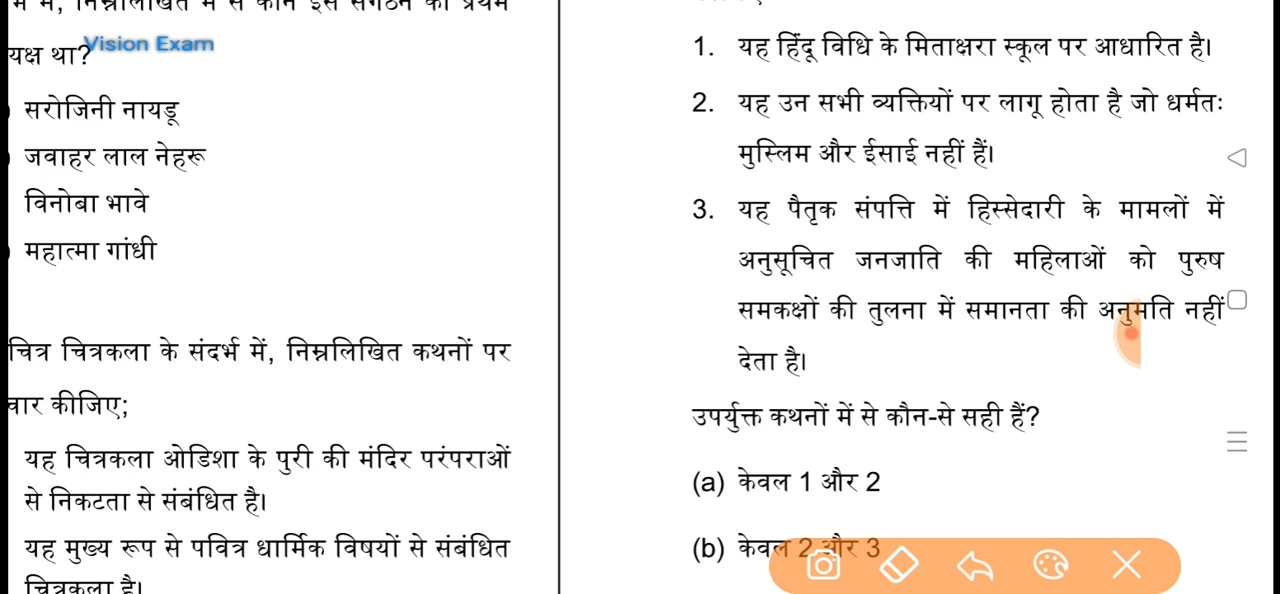 यक्ष था?
Vision Exam
सरोजिनी नायडू
जवाहर लाल नेहरू
विनोबा भावे
महात्मा गांधी
चित्र चित्रकला के संदर्भ में, निम्नलिखित कथनों पर
चार कीजिए;
यह चित्रकला ओडिशा के पुरी की मंदिर परंपराओं
से निकटता से संबंधित है।
यह मुख्य रूप से पवित्र धार्मिक विषयों से संबंधित
चित्रकला है।
1. यह हिंदू विधि के मिताक्षरा स्कूल पर आधारित है।
2. यह उन सभी व्यक्तियों पर लागू होता है जो धर्मतः
मुस्लिम और ईसाई नहीं हैं।
3. यह पैतृक संपत्ति में हिस्सेदारी के मामलों में
अनुसूचित जनजाति की महिलाओं को पुरुष
समकक्षों की तुलना में समानता की अनुमति नहीं
देता है।
उपर्युक्त कथनों में से कौन-से सही हैं?
(a) केवल 1 और 2
(b) केवल 2 और 3